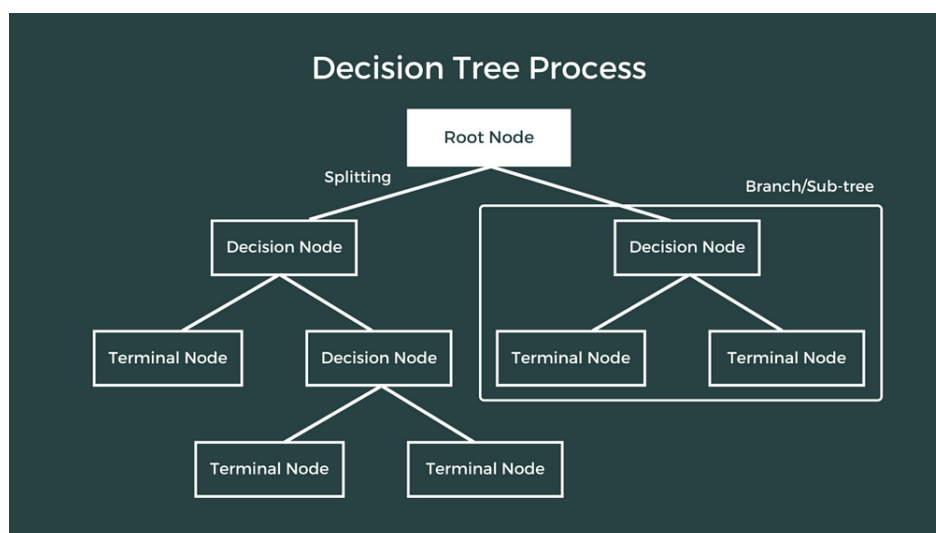 Decision Tree Process
Root Node
Splitting
Branch/Sub-tree
Decision Node
Decision Node
Terminal Node
Decision Node
Terminal Node
Terminal Node
Terminal Node
Terminal Node